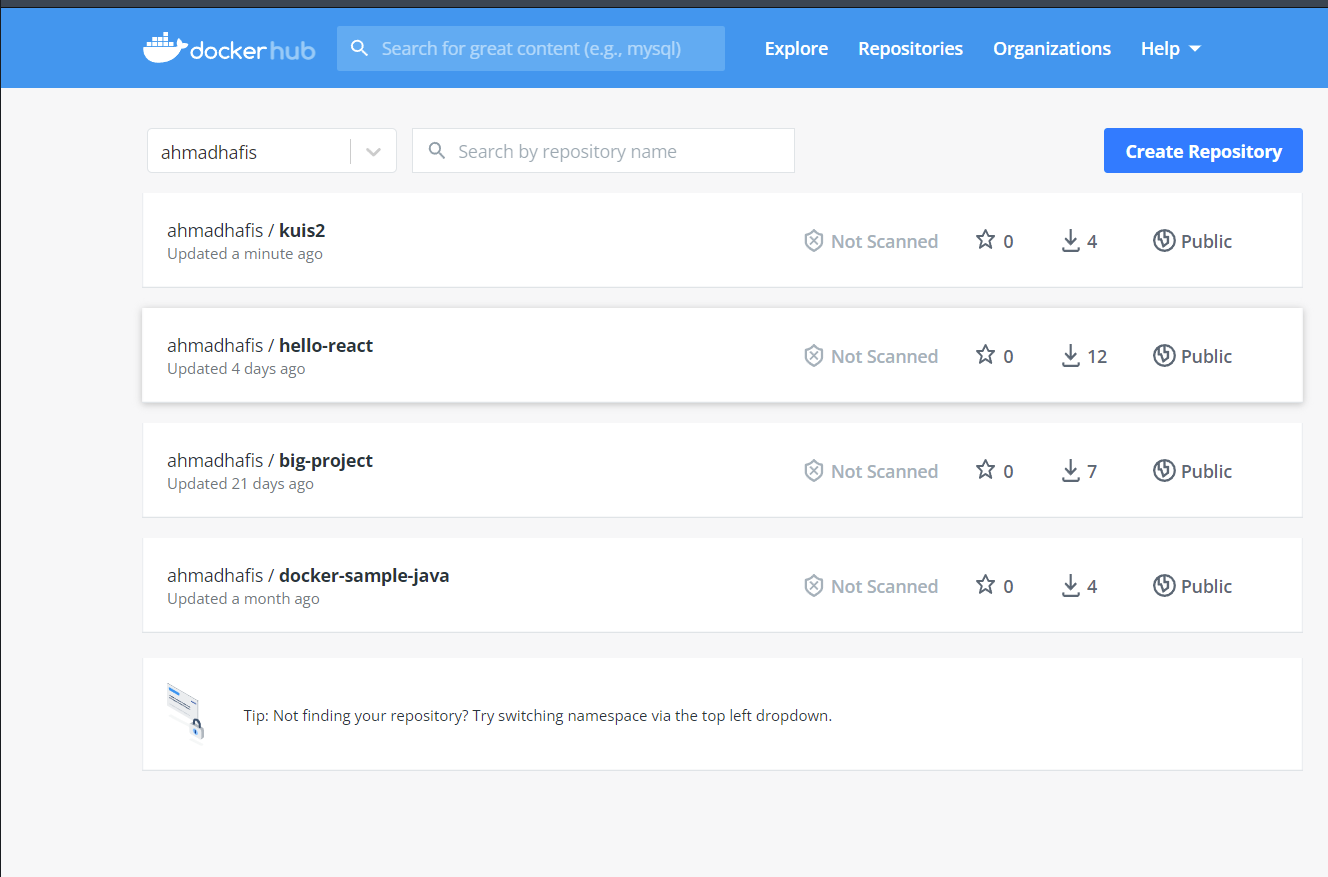 docker hub
Search for great content (e.g., mysql)
Explore
Repositories
Organizations
Help
ahmadhafis
Search by repository name
Create Repository
ahmadhafis / kuis2
Updated a minute ago
Not Scanned
0
4
Public
ahmadhafis / hello-react
Updated 4 days ago
Not Scanned
0
12
Public
ahmadhafis / big-project
Updated 21 days ago
Not Scanned
0
7
Public
ahmadhafis / docker-sample-java
Updated a month ago
Not Scanned
0
4
Public
Tip: Not finding your repository? Try switching namespace via the top left dropdown.